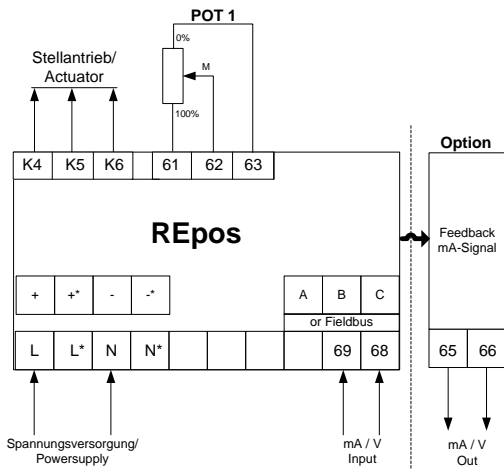 POT 1
0%
Stellantrieb/
Actuator
M
100%
Option
K4 K5 K6 61 62 63
REpos
Feedback
mA-Signal
+ +* - -* A B C
or Fieldbus
L L* N N* 69 68 65 66
Spannungsversorgung/
Powersupply
mA / V
Input
mA / V
Out